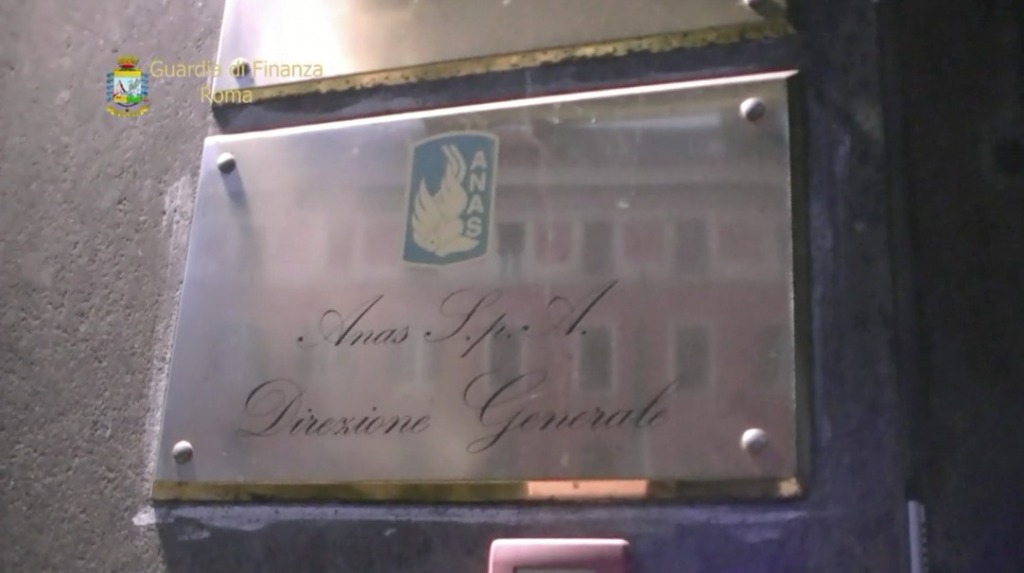 Guardia di Finanza
Roma
ANAS
Anas S.p.A.
Direzione Generale